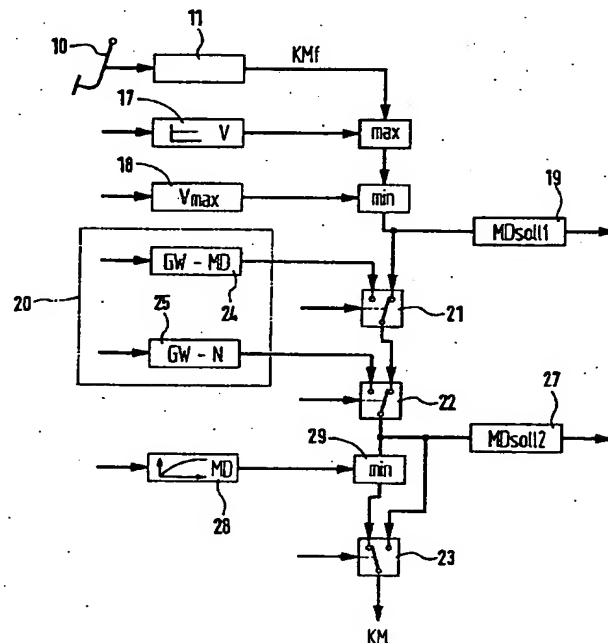 10
11
KMf
17
V
max
18
Vmax
min
19
MDsoll1
20
GW - MD
24
21
25
GW - N
22
27
MDsoll2
29
min
MD
28
23
KM